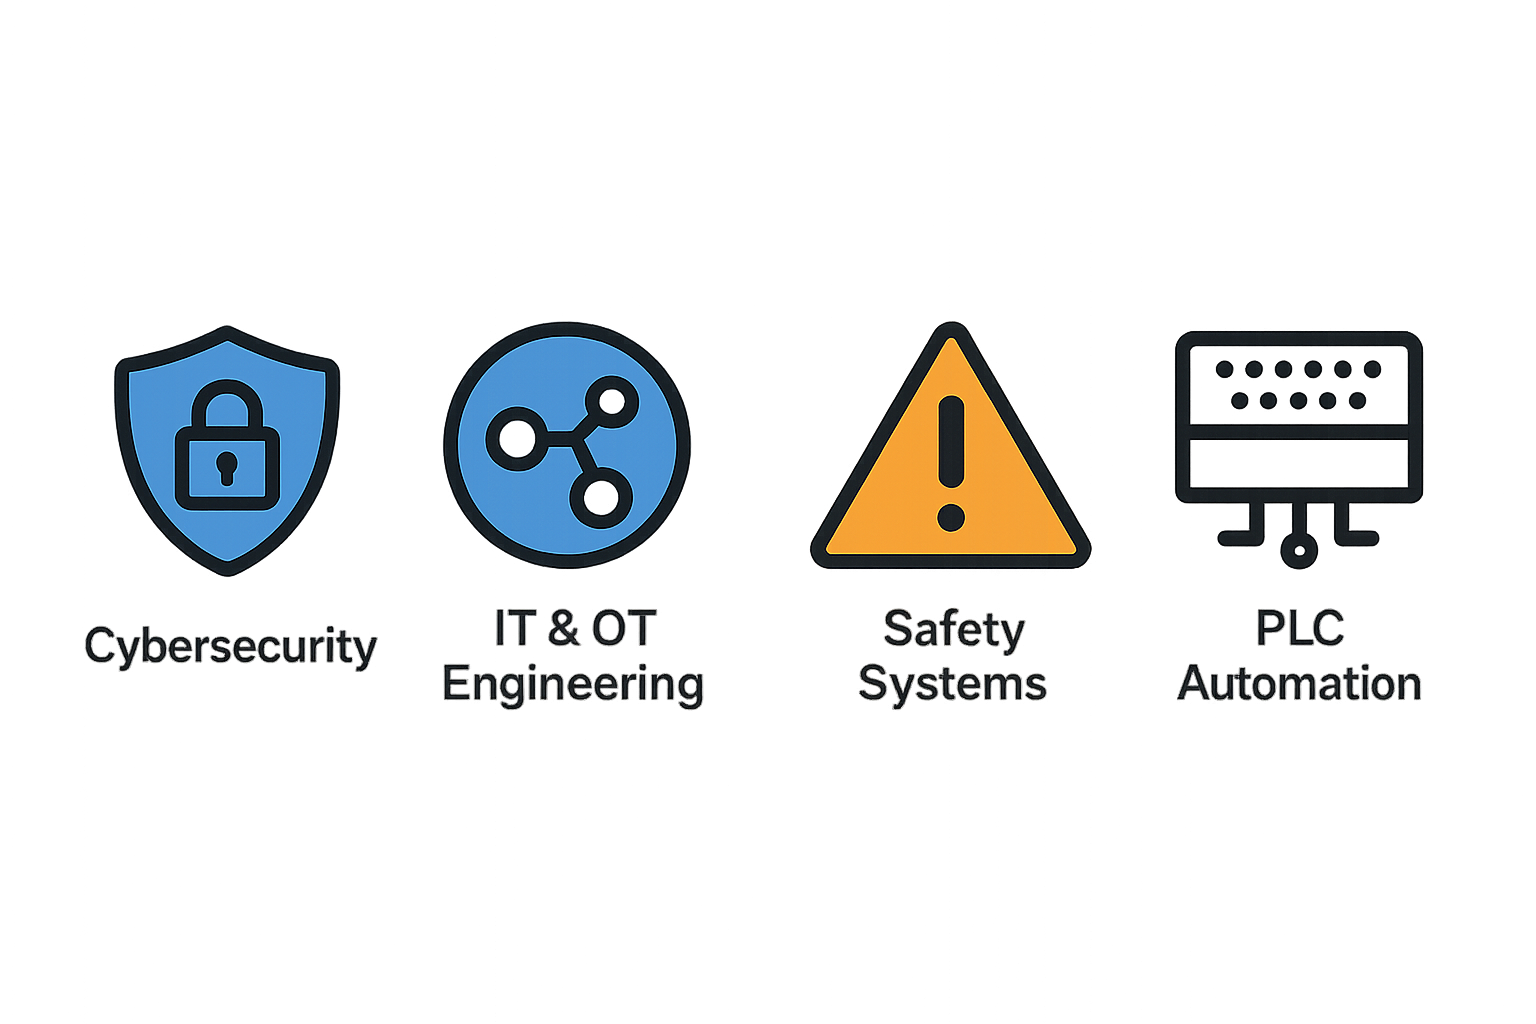 Cybersecurity
IT & OT
Engineering
Safety
Systems
PLC
Automation